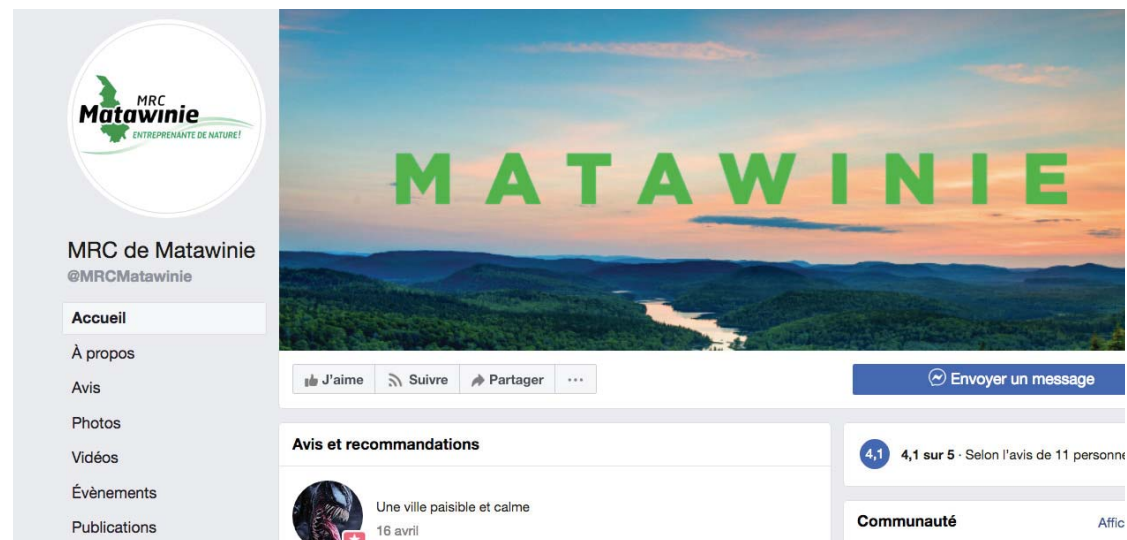 MRC
Matawinie
ENTREPRENANTE DE NATURE!
MRC de Matawinie
@MRCMatawinie
Accueil
À propos
Avis
Photos
Vidéos
Évènements
Publications
MATAWINIE
J'aime
Suivre
Partager
Envoyer un message
Avis et recommandations
Une ville paisible et calme
16 avril
4,1
4,1 sur 5 · Selon l'avis de 11 personne
Communauté
Affic